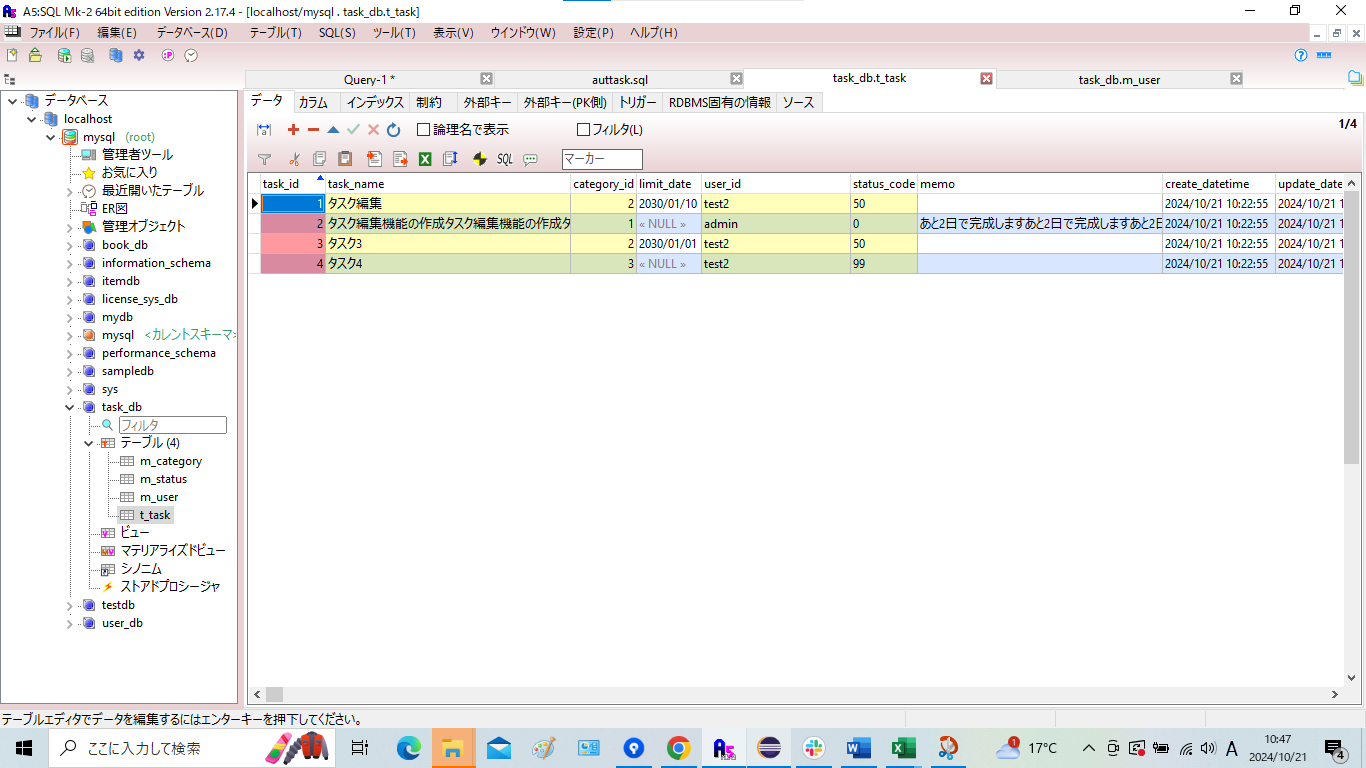 A5:SQL Mk-2 64bit edition Version 2.17.4 - [localhost/mysql . task_db.t_task]
ファイル(F) 編集(E) データベース(D) テーブル(T) SQL(S) ツール(T) 表示(V) ウインドウ(W) 設定(P) ヘルプ(H)
Query-1 * auttask.sql task_db.t_task task_db.m_user
データベース
localhost
mysql (root)
管理者ツール
お気に入り
最近開いたテーブル
ER図
管理オブジェクト
book_db
information_schema
itemdb
license_sys_db
mydb
mysql <カレントスキーマ>
performance_schema
sampledb
sys
task_db
フィルタ
テーブル (4)
m_category
m_status
m_user
t_task
ビュー
マテリアライズドビュー
シノニム
ストアドプロシージャ
testdb
user_db
データ カラム インデックス 制約 外部キー 外部キー(PK側) トリガー RDBMS固有の情報 ソース
論理名で表示 フィルタ(L) 1/4
SQL マーカー
task_id task_name category_id limit_date user_id status_code memo create_datetime update_date
1 タスク編集 2 2030/01/10 test2 50 2024/10/21 10:22:55 2024/10/21 1
2 タスク編集機能の作成タスク編集機能の作成タ 1 « NULL » admin 0 あと2日で完成しますあと2日で完成しますあと2日 2024/10/21 10:22:55 2024/10/21 1
3 タスク3 2 2030/01/01 test2 50 2024/10/21 10:22:55 2024/10/21 1
4 タスク4 3 « NULL » test2 99 2024/10/21 10:22:55 2024/10/21 1
テーブルエディタでデータを編集するにはエンターキーを押下してください。
ここに入力して検索
1 17°C A 10:47
2024/10/21
4